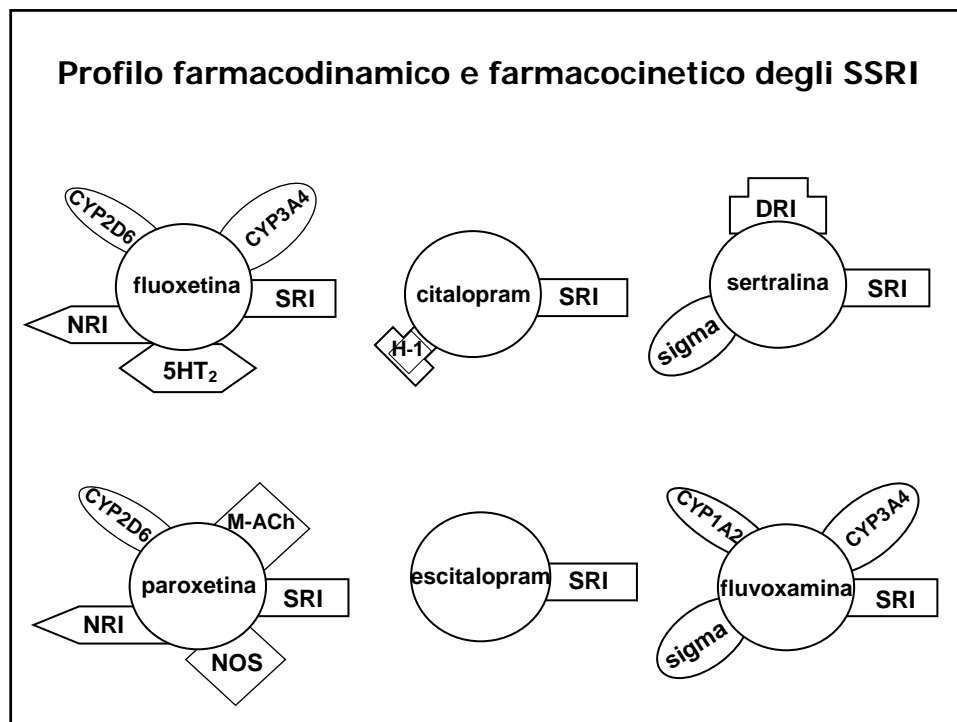 Profilo farmacodinamico e farmacocinetico degli SSRI
CYP2D6
CYP3A4
fluoxetina
SRI
NRI
5HT₂
citalopram
SRI
H-1
DRI
sertralina
SRI
sigma
CYP2D6
M-ACh
paroxetina
SRI
NRI
NOS
escitalopram
SRI
CYP1A2
CYP3A4
fluvoxamina
SRI
sigma